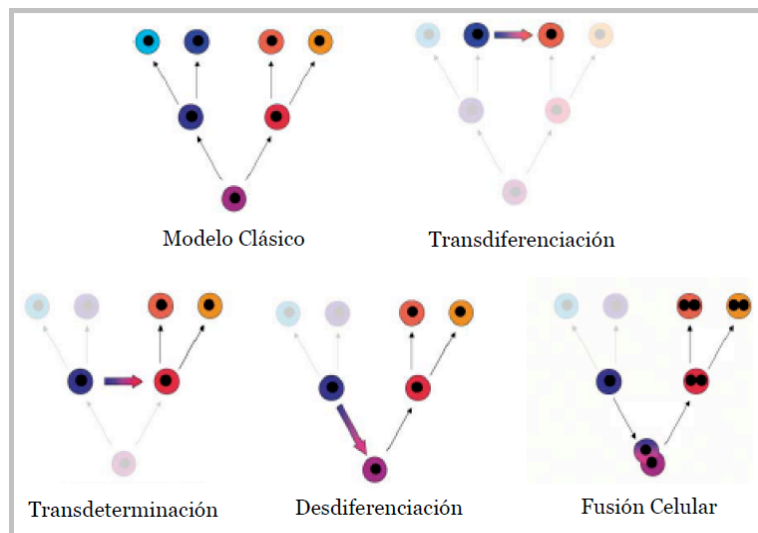 Modelo Clásico
Transdiferenciación
Transdeterminación
Desdiferenciación
Fusión Celular